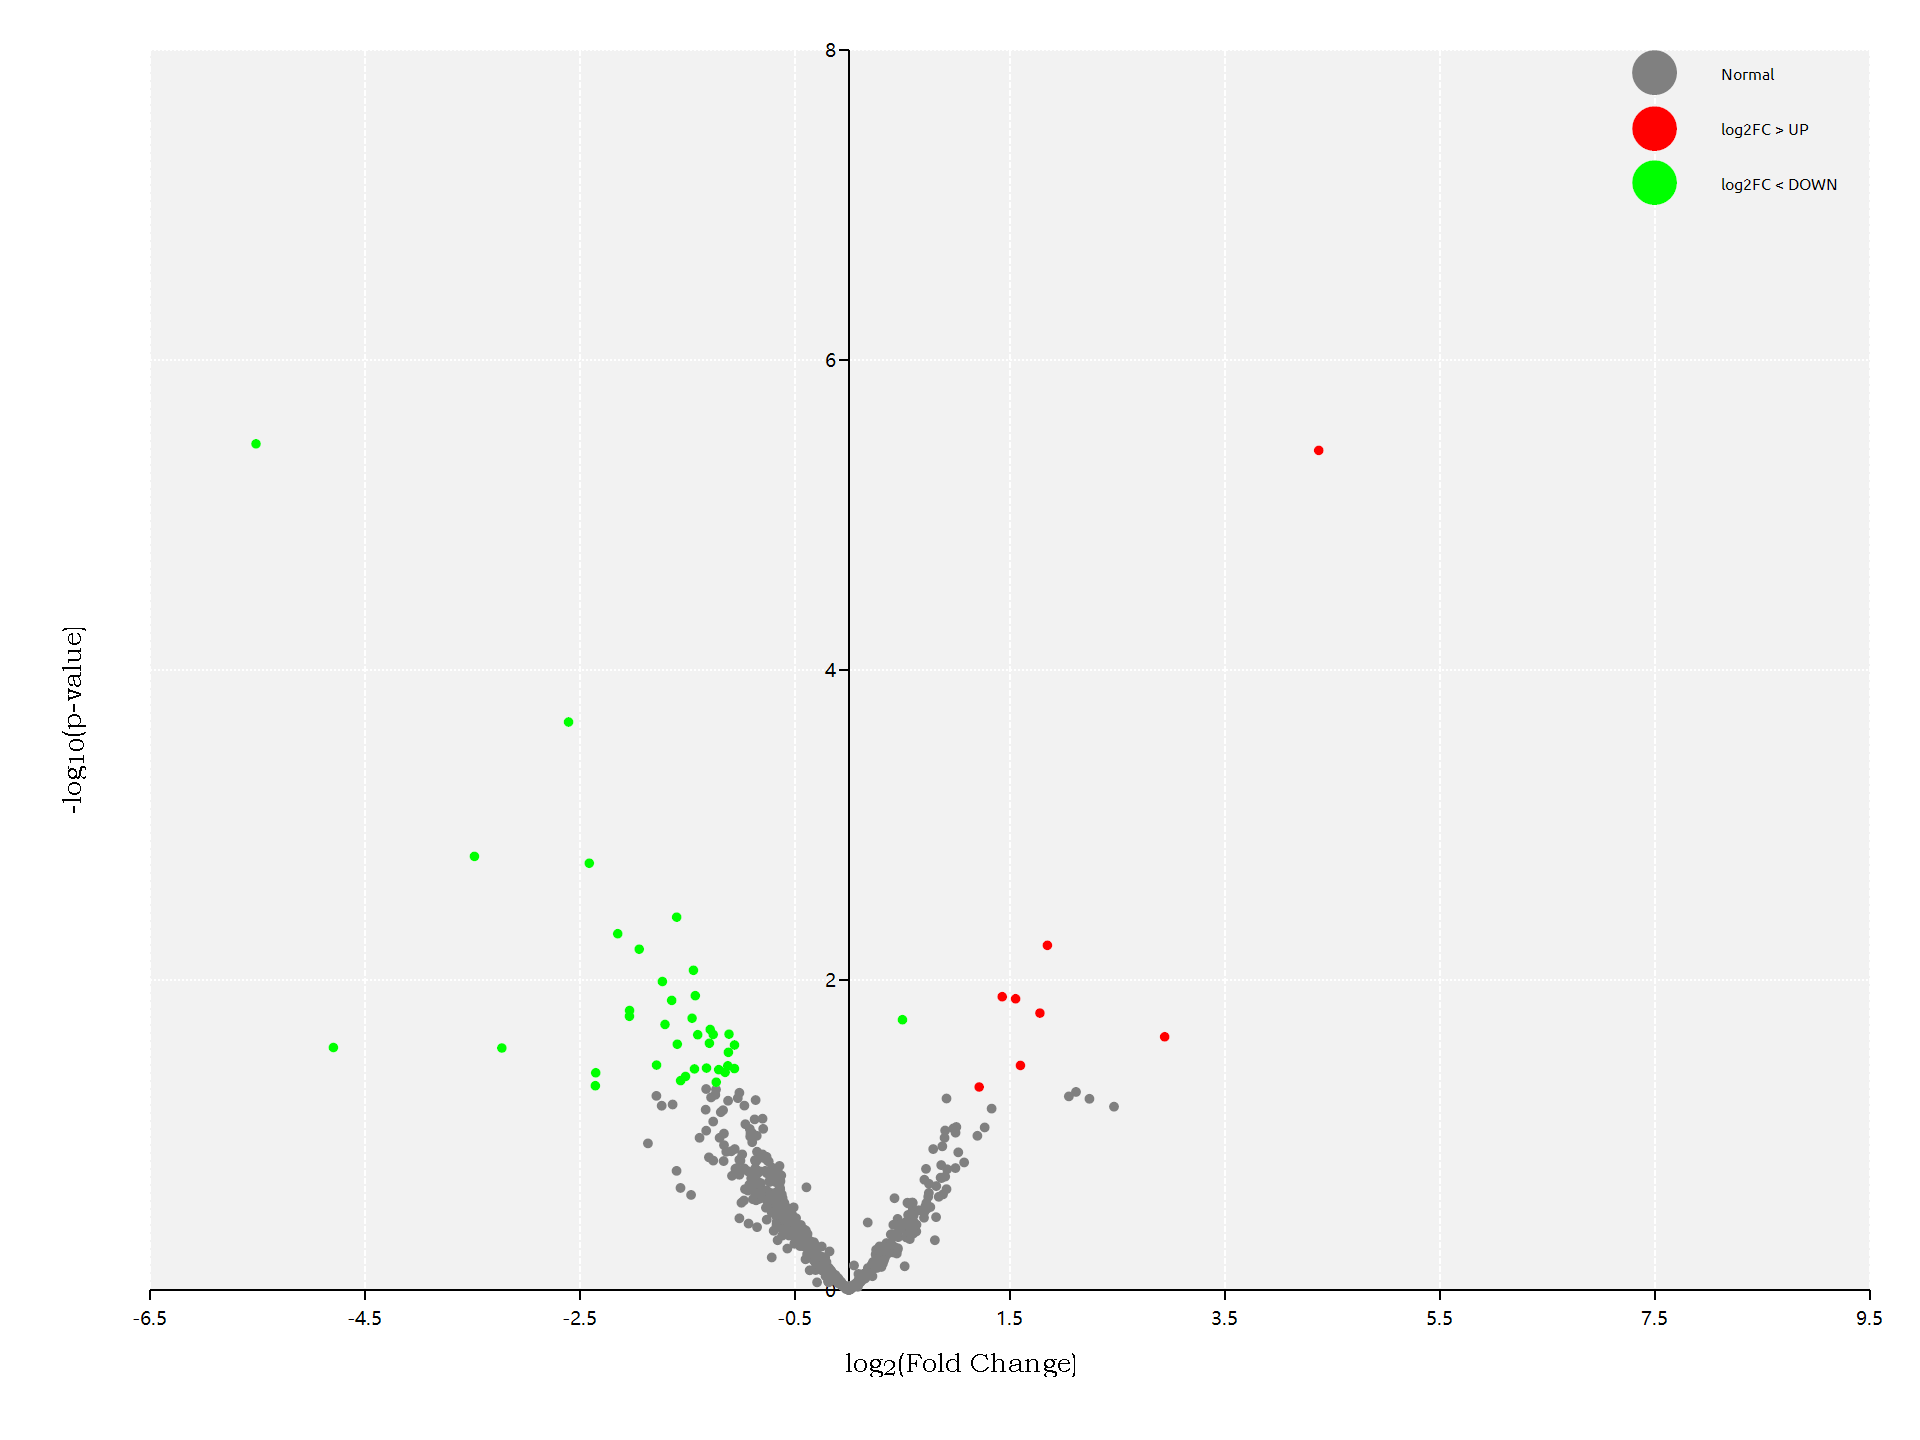 8
Normal
log2FC > UP
log2FC < DOWN
6
4
-log10(p-value)
2
0
-6.5 -4.5 -2.5 -0.5 1.5 3.5 5.5 7.5 9.5
log2(Fold Change)